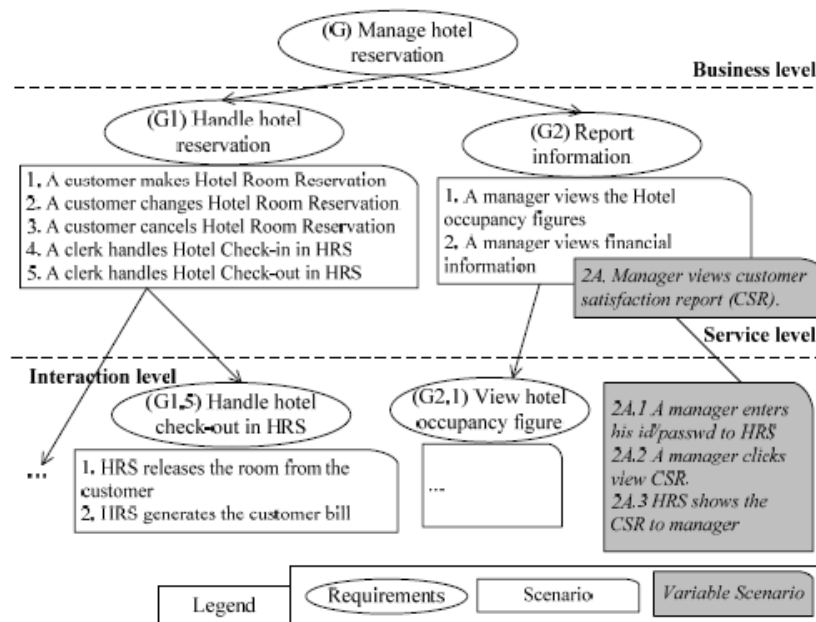 (G) Manage hotel
reservation
Business level
(G1) Handle hotel
reservation
(G2) Report
information
1. A customer makes Hotel Room Reservation
2. A customer changes Hotel Room Reservation
3. A customer cancels Hotel Room Reservation
4. A clerk handles Hotel Check-in in HRS
5. A clerk handles Hotel Check-out in HRS
1. A manager views the Hotel
occupancy figures
2. A manager views financial
information
2A. Manager views customer
satisfaction report (CSR).
Service level
Interaction level
(G1,5) Handle hotel
check-out in HRS
(G2,1) View hotel
occupancy figure
...
1. HRS releases the room from the
customer
2. HRS generates the customer bill
...
2A.1 A manager enters
his id/passwd to HRS
2A.2 A manager clicks
view CSR.
2A.3 HRS shows the
CSR to manager
Legend
Requirements
Scenario
Variable Scenario